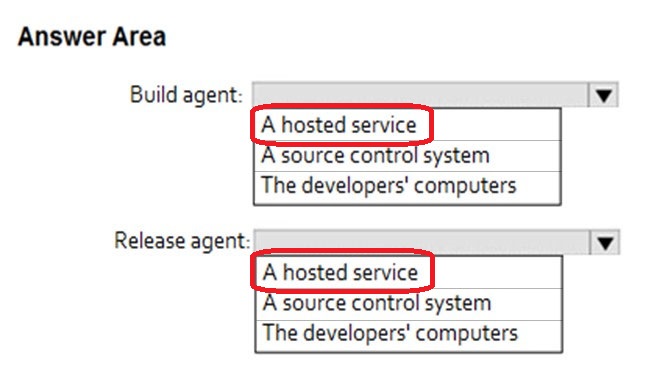 Answer Area
Build agent:
A hosted service
A source control system
The developers' computers
Release agent:
A hosted service
A source control system
The developers' computers